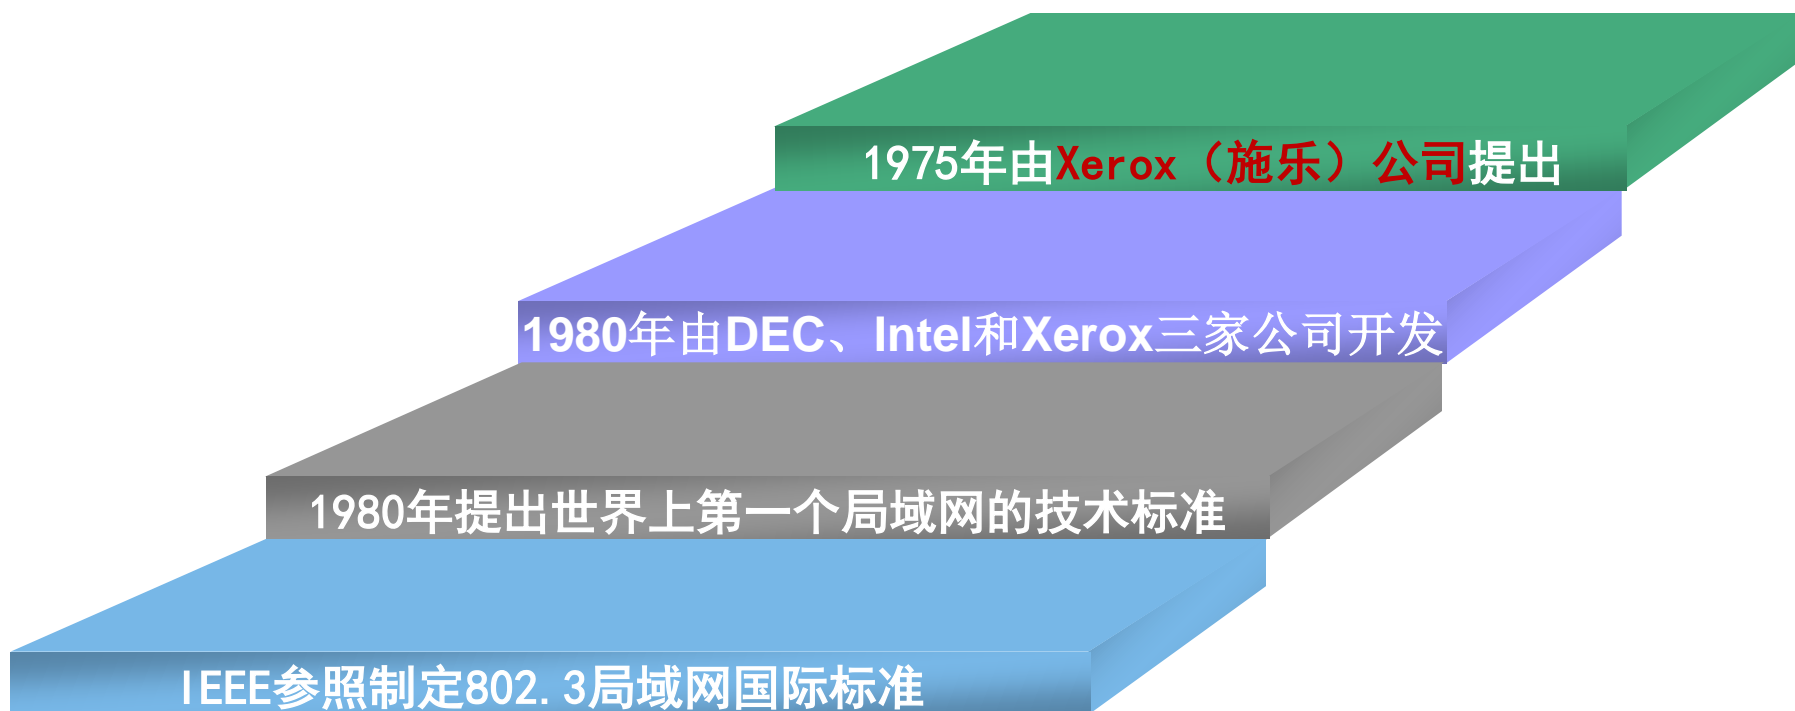 1975年由Xerox（施乐）公司提出
1980年由DEC、Intel和Xerox三家公司开发
1980年提出世界上第一个局域网的技术标准
IEEE参照制定802.3局域网国际标准